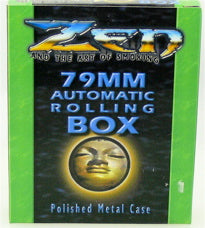 Zen
AND THE ART OF SMOKING
79MM
AUTOMATIC
ROLLING
BOX
Polished Metal Case